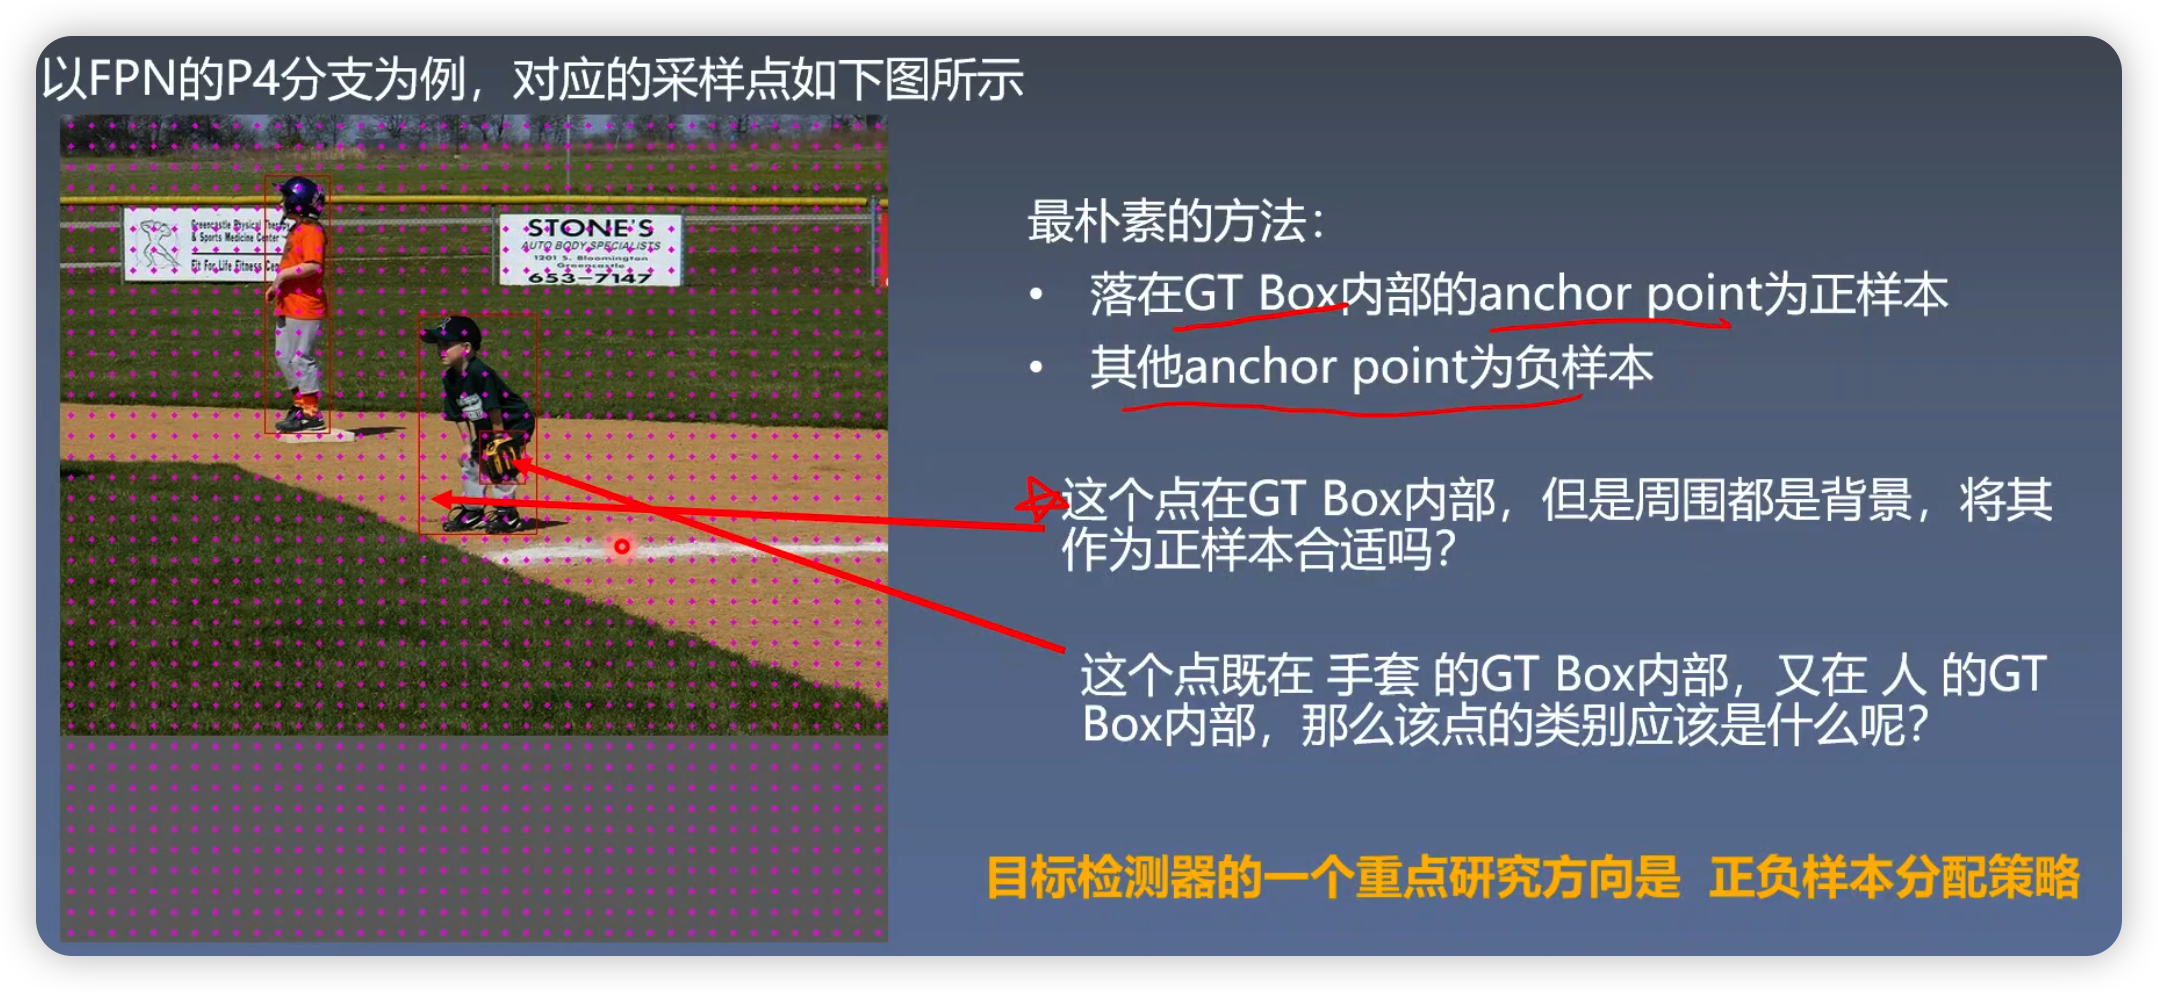 以FPN的P4分支为例，对应的采样点如下图所示
Greencastle Physical Therapy
& Sports Medicine Center
Fit For Life Fitness Cen
STONE'S
AUTO BODY SPECIALISTS
1201 S. Bloomington
Greencastle
653-7147
最朴素的方法：
• 落在GT Box内部的anchor point为正样本
• 其他anchor point为负样本
这个点在GT Box内部，但是周围都是背景，将其
作为正样本合适吗？
这个点既在 手套 的GT Box内部，又在 人 的GT
Box内部，那么该点的类别应该是什么呢？
目标检测器的一个重点研究方向是 正负样本分配策略